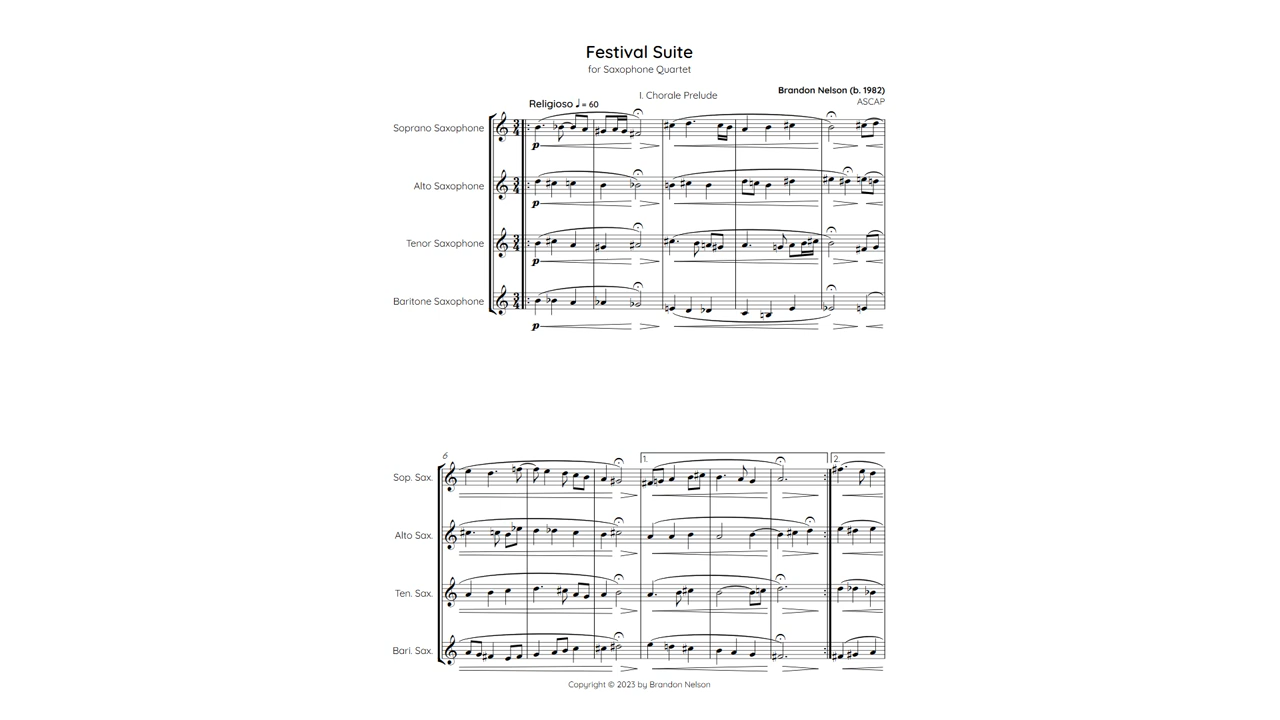 Festival Suite
for Saxophone Quartet
I. Chorale Prelude
Brandon Nelson (b. 1982)
ASCAP
Religioso ♩ = 60
Soprano Saxophone
p
Alto Saxophone
p
Tenor Saxophone
p
Baritone Saxophone
p
6
1.
2.
Sop. Sax.
Alto Sax.
Ten. Sax.
Bari. Sax.
Copyright © 2023 by Brandon Nelson